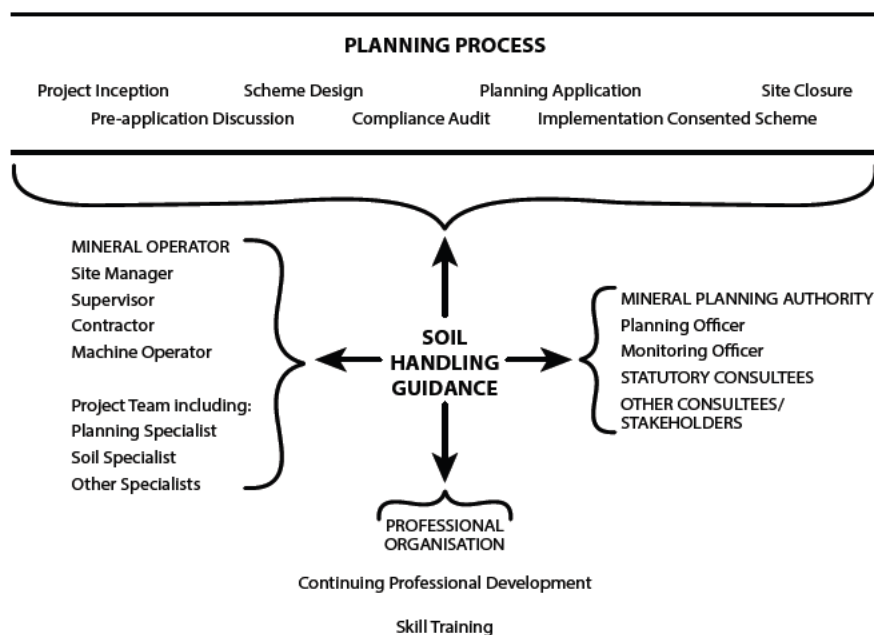 PLANNING PROCESS
Project Inception Scheme Design Planning Application Site Closure
Pre-application Discussion Compliance Audit Implementation Consented Scheme
MINERAL OPERATOR
Site Manager
Supervisor
Contractor
Machine Operator
Project Team including:
Planning Specialist
Soil Specialist
Other Specialists
SOIL
HANDLING
GUIDANCE
MINERAL PLANNING AUTHORITY
Planning Officer
Monitoring Officer
STATUTORY CONSULTEES
OTHER CONSULTEES/
STAKEHOLDERS
PROFESSIONAL
ORGANISATION
Continuing Professional Development
Skill Training